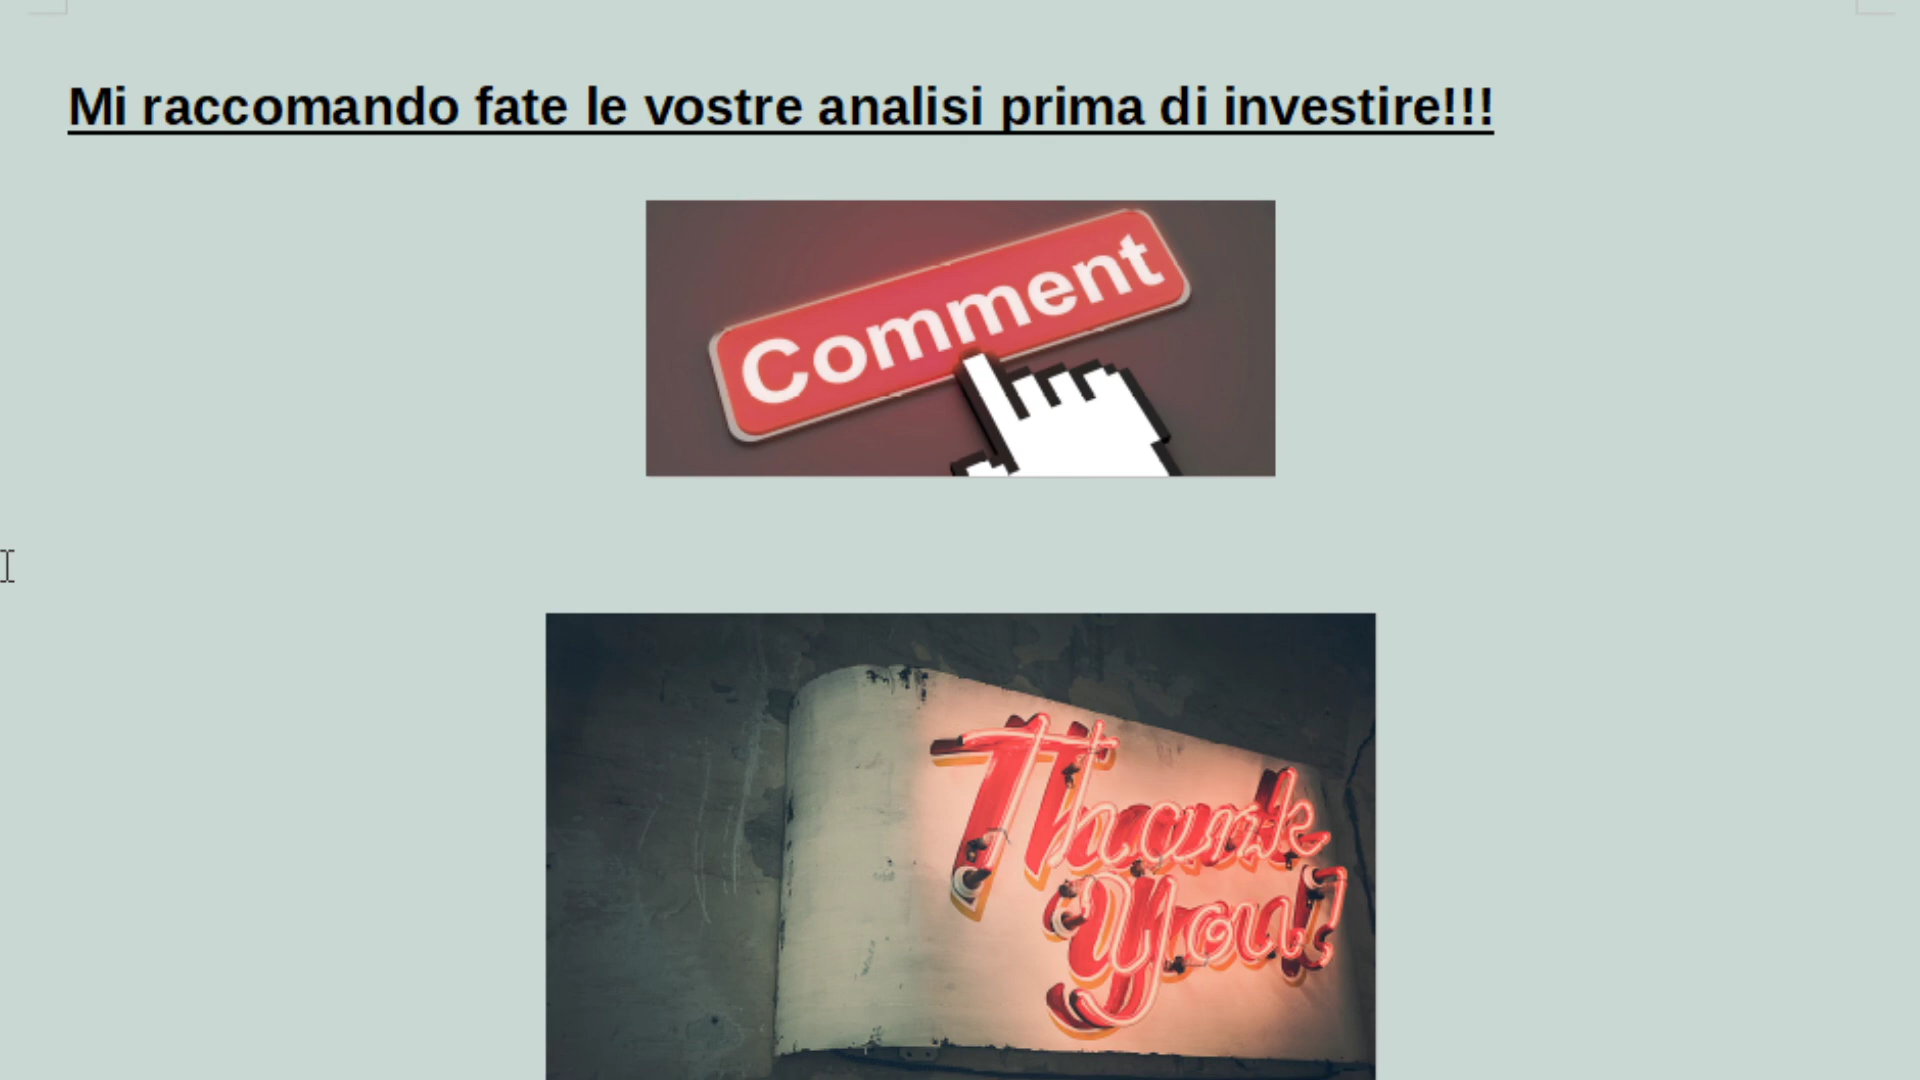 Mi raccomando fate le vostre analisi prima di investire!!!
Comment
Thank
you!